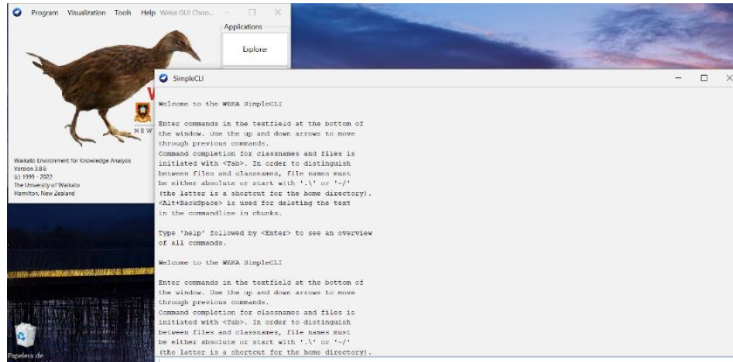 Program Visualization Tools Help Weka GUI Choo...
Applications
Explorer
W
NEW
Waikato Environment for Knowledge Analysis
Version 3.8.6
(c) 1999 - 2022
The University of Waikato
Hamilton, New Zealand
Papelera de
SimpleCLI
Welcome to the WEKA SimpleCLI
Enter commands in the textfield at the bottom of
the window. Use the up and down arrows to move
through previous commands.
Command completion for classnames and files is
initiated with <Tab>. In order to distinguish
between files and classnames, file names must
be either absolute or start with '.\' or '~/'
(the latter is a shortcut for the home directory).
<Alt+BackSpace> is used for deleting the text
in the commandline in chunks.
Type 'help' followed by <Enter> to see an overview
of all commands.
Welcome to the WEKA SimpleCLI
Enter commands in the textfield at the bottom of
the window. Use the up and down arrows to move
through previous commands.
Command completion for classnames and files is
initiated with <Tab>. In order to distinguish
between files and classnames, file names must
be either absolute or start with '.\' or '~/'
(the latter is a shortcut for the home directory).